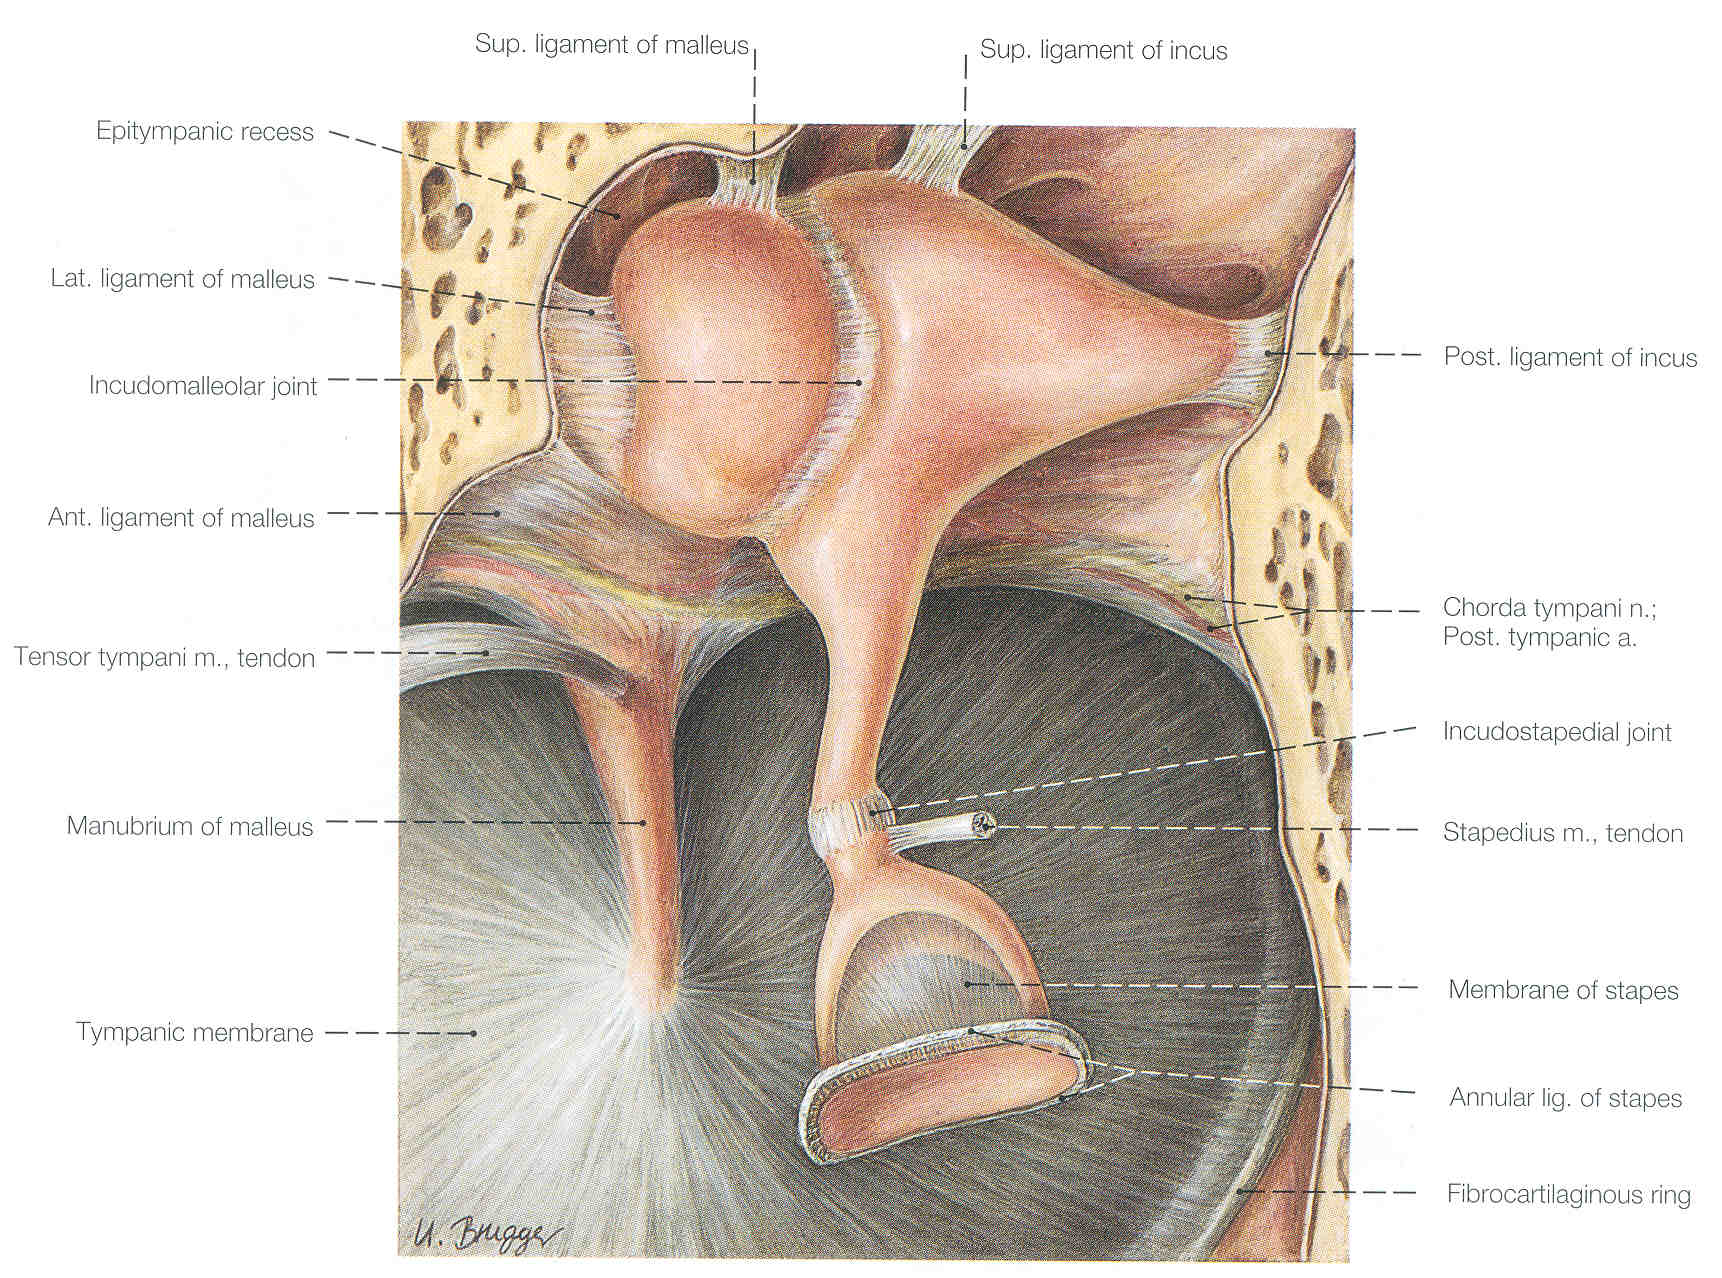 Sup. ligament of malleus
Sup. ligament of incus
Epitympanic recess
Lat. ligament of malleus
Incudomalleolar joint
Ant. ligament of malleus
Tensor tympani m., tendon
Manubrium of malleus
Tympanic membrane
Post. ligament of incus
Chorda tympani n.;
Post. tympanic a.
Incudostapedial joint
Stapedius m., tendon
Membrane of stapes
Annular lig. of stapes
Fibrocartilaginous ring
U. Brugger